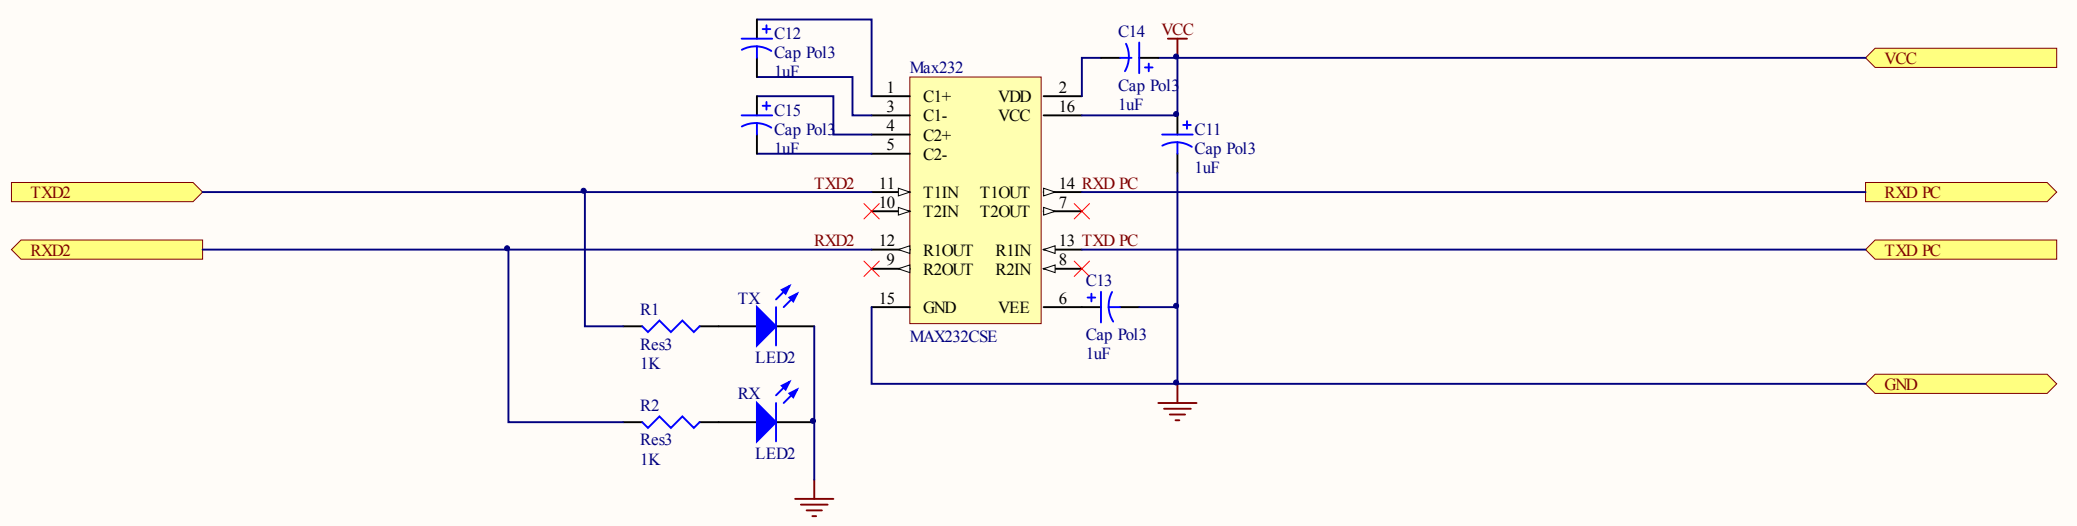 C12
Cap Pol3
1uF
C15
Cap Pol3
1uF
C14
Cap Pol3
1uF
VCC
VCC
Max232
1 C1+ VDD 2
3 C1- VCC 16
4 C2+
5 C2-
C11
Cap Pol3
1uF
TXD2 TXD2 11 T1IN T1OUT 14 RXD PC RXD PC
10 T2IN T2OUT 7
RXD2 RXD2 12 R1OUT R1IN 13 TXD PC TXD PC
9 R2OUT R2IN 8
15 GND VEE 6
C13
Cap Pol3
1uF
MAX232CSE
R1
Res3
1K
TX
LED2
GND
R2
Res3
1K
RX
LED2